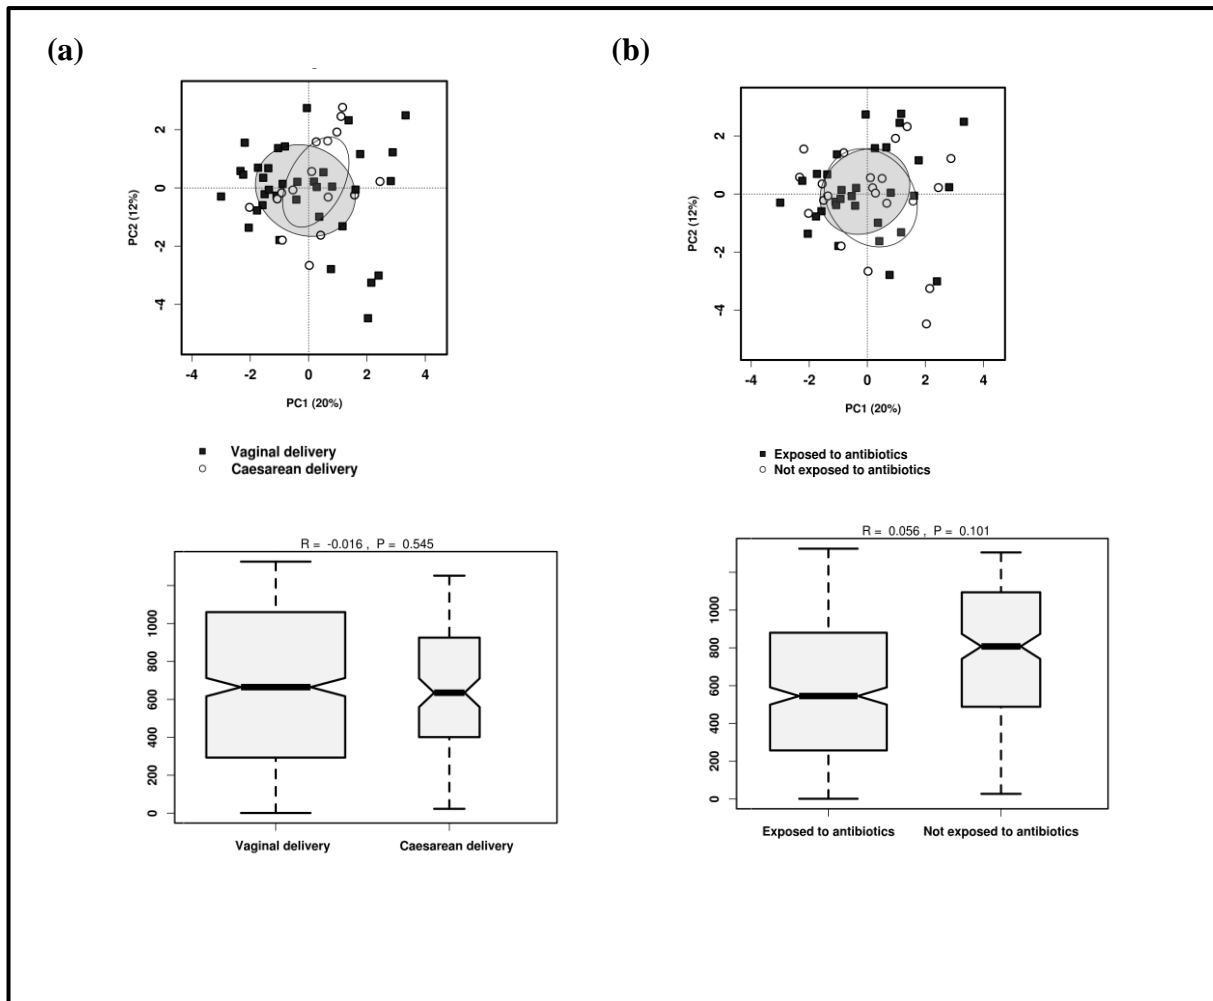 (a)
2
0
-2
-4
PC2 (12%)
-4 -2 0 2 4
PC1 (20%)
Vaginal delivery
Caesarean delivery
R = -0.016 , P = 0.545
1000
800
600
400
200
0
Vaginal delivery Caesarean delivery
(b)
2
0
-2
-4
PC2 (12%)
-4 -2 0 2 4
PC1 (20%)
Exposed to antibiotics
Not exposed to antibiotics
R = 0.056 , P = 0.101
1000
800
600
400
200
0
Exposed to antibiotics Not exposed to antibiotics